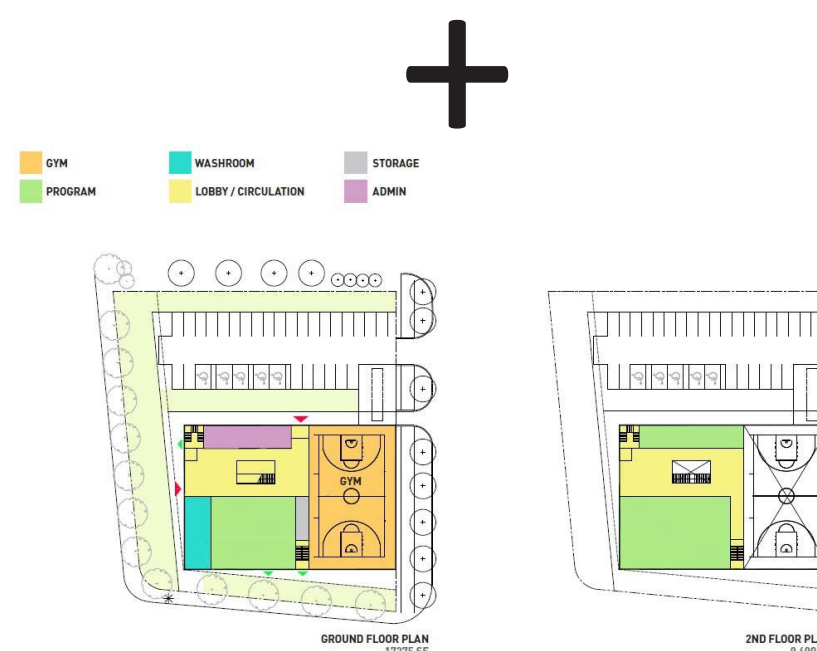 GYM
WASHROOM
STORAGE
PROGRAM
LOBBY / CIRCULATION
ADMIN
GYM
GROUND FLOOR PLAN
2ND FLOOR PL